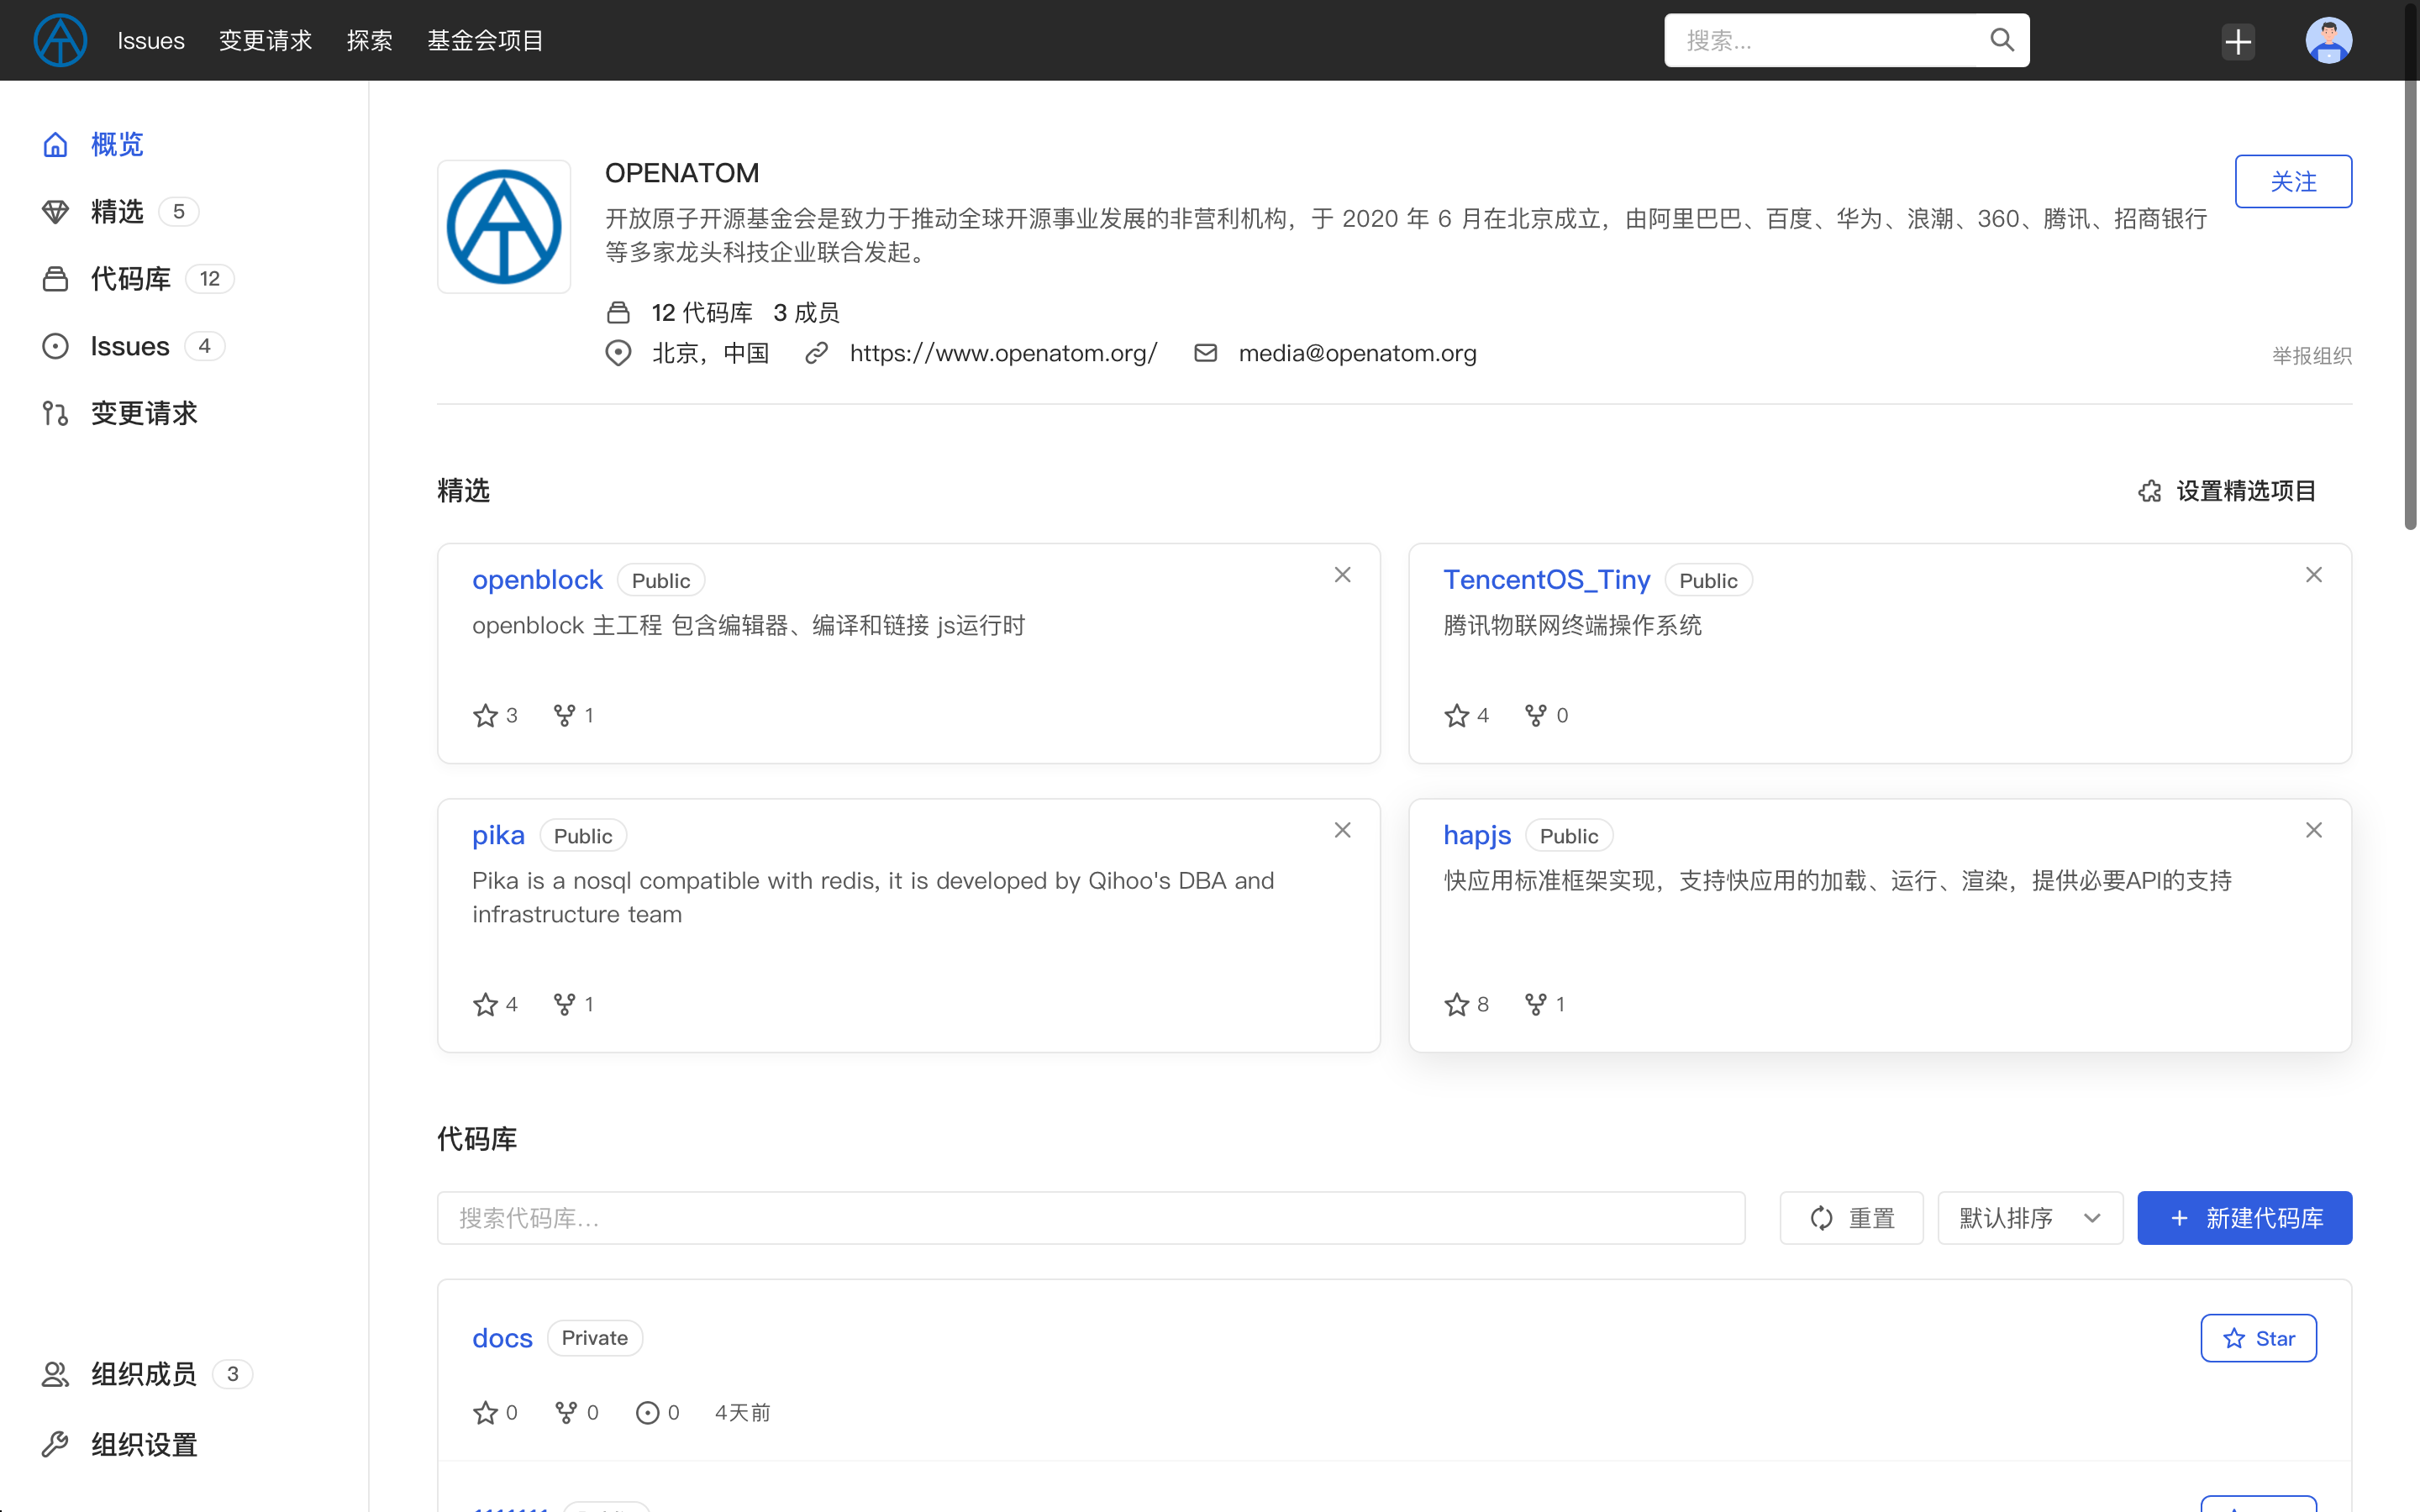 Issues 变更请求 探索 基金会项目 搜索...
概览
精选 5
代码库 12
Issues 4
变更请求
组织成员 3
组织设置
OPENATOM
关注
开放原子开源基金会是致力于推动全球开源事业发展的非营利机构，于 2020 年 6 月在北京成立，由阿里巴巴、百度、华为、浪潮、360、腾讯、招商银行
等多家龙头科技企业联合发起。
12 代码库 3 成员
北京，中国 https://www.openatom.org/ media@openatom.org
举报组织
精选
设置精选项目
openblock Public
openblock 主工程 包含编辑器、编译和链接 js运行时
3 1
TencentOS_Tiny Public
腾讯物联网终端操作系统
4 0
pika Public
Pika is a nosql compatible with redis, it is developed by Qihoo's DBA and
infrastructure team
4 1
hapjs Public
快应用标准框架实现，支持快应用的加载、运行、渲染，提供必要API的支持
8 1
代码库
搜索代码库... 重置 默认排序 + 新建代码库
docs Private
Star
0 0 0 4天前